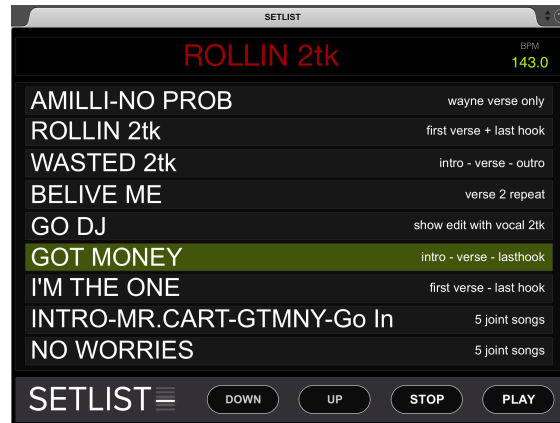 SETLIST
ROLLIN 2tk
BPM
143.0
AMILLI-NO PROB wayne verse only
ROLLIN 2tk first verse + last hook
WASTED 2tk intro - verse - outro
BELIVE ME verse 2 repeat
GO DJ show edit with vocal 2tk
GOT MONEY intro - verse - lasthook
I'M THE ONE first verse - last hook
INTRO-MR.CART-GTMNY-Go In 5 joint songs
NO WORRIES 5 joint songs
SETLIST DOWN UP STOP PLAY